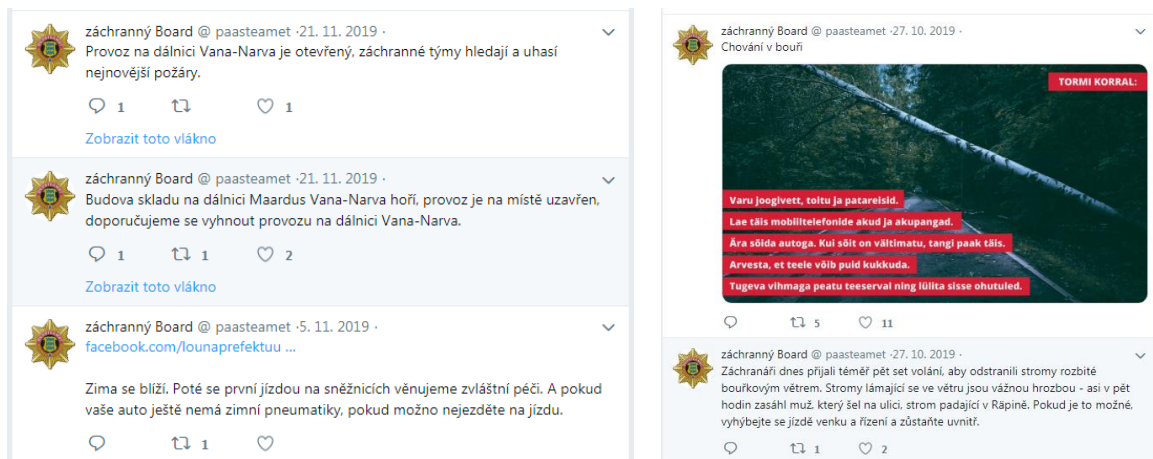 záchranný Board @ paasteamet ·21. 11. 2019 ·
Provoz na dálnici Vana-Narva je otevřený, záchranné týmy hledají a uhasí
nejnovější požáry.
1 1
Zobrazit toto vlákno
záchranný Board @ paasteamet ·21. 11. 2019 ·
Budova skladu na dálnici Maardus Vana-Narva hoří, provoz je na místě uzavřen,
doporučujeme se vyhnout provozu na dálnici Vana-Narva.
1 1 2
Zobrazit toto vlákno
záchranný Board @ paasteamet ·5. 11. 2019 ·
facebook.com/lounaprefektuu ...
Zima se blíží. Poté se první jízdou na sněžnicích věnujeme zvláštní péči. A pokud
vaše auto ještě nemá zimní pneumatiky, pokud možno nejezděte na jízdu.
1
záchranný Board @ paasteamet ·27. 10. 2019 ·
Chování v bouři
TORMI KORRAL:
Varu joogivett, toitu ja patareisid.
Lae täis mobiiltelefonide akud ja akupangad.
Ära sõida autoga. Kui sõit on vältimatu, tangi paak täis.
Arvesta, et teele võib puid kukkuda.
Tugeva vihmaga peatu teeserval ning lülita sisse ohutuled.
5 11
záchranný Board @ paasteamet ·27. 10. 2019 ·
Záchranáři dnes přijali téměř pět set volání, aby odstranili stromy rozbité
bouřkovým větrem. Stromy lámající se ve větru jsou vážnou hrozbou - asi v pět
hodin zasáhl muž, který šel na ulici, strom padající v Räpině. Pokud je to možné,
vyhýbejte se jízdě venku a řízení a zůstaňte uvnitř.
1 2